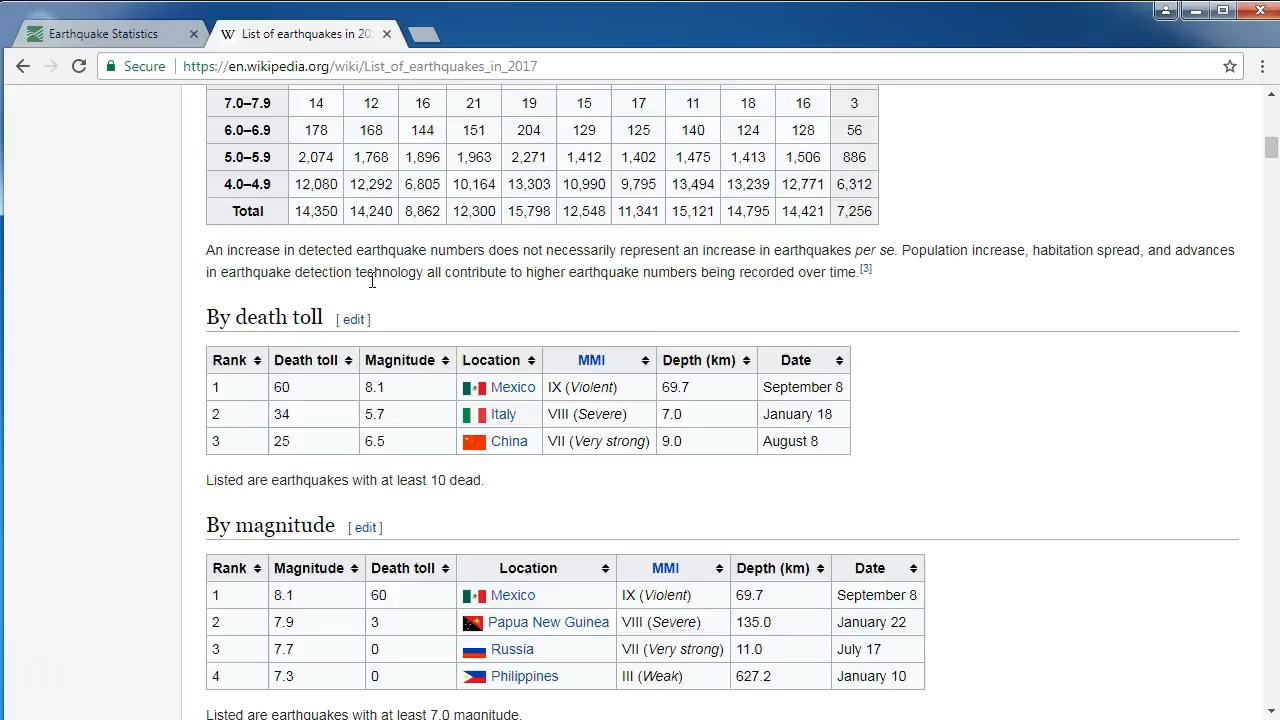 Earthquake Statistics
List of earthquakes in 20
Secure https://en.wikipedia.org/wiki/List_of_earthquakes_in_2017
7.0–7.9 14 12 16 21 19 15 17 11 18 16 3
6.0–6.9 178 168 144 151 204 129 125 140 124 128 56
5.0–5.9 2,074 1,768 1,896 1,963 2,271 1,412 1,402 1,475 1,413 1,506 886
4.0–4.9 12,080 12,292 6,805 10,164 13,303 10,990 9,795 13,494 13,239 12,771 6,312
Total 14,350 14,240 8,862 12,300 15,798 12,548 11,341 15,121 14,795 14,421 7,256
An increase in detected earthquake numbers does not necessarily represent an increase in earthquakes per se. Population increase, habitation spread, and advances
in earthquake detection technology all contribute to higher earthquake numbers being recorded over time.[3]
By death toll [ edit ]
Rank Death toll Magnitude Location MMI Depth (km) Date
1 60 8.1 Mexico IX (Violent) 69.7 September 8
2 34 5.7 Italy VIII (Severe) 7.0 January 18
3 25 6.5 China VII (Very strong) 9.0 August 8
Listed are earthquakes with at least 10 dead.
By magnitude [ edit ]
Rank Magnitude Death toll Location MMI Depth (km) Date
1 8.1 60 Mexico IX (Violent) 69.7 September 8
2 7.9 3 Papua New Guinea VIII (Severe) 135.0 January 22
3 7.7 0 Russia VII (Very strong) 11.0 July 17
4 7.3 0 Philippines III (Weak) 627.2 January 10
Listed are earthquakes with at least 7.0 magnitude.